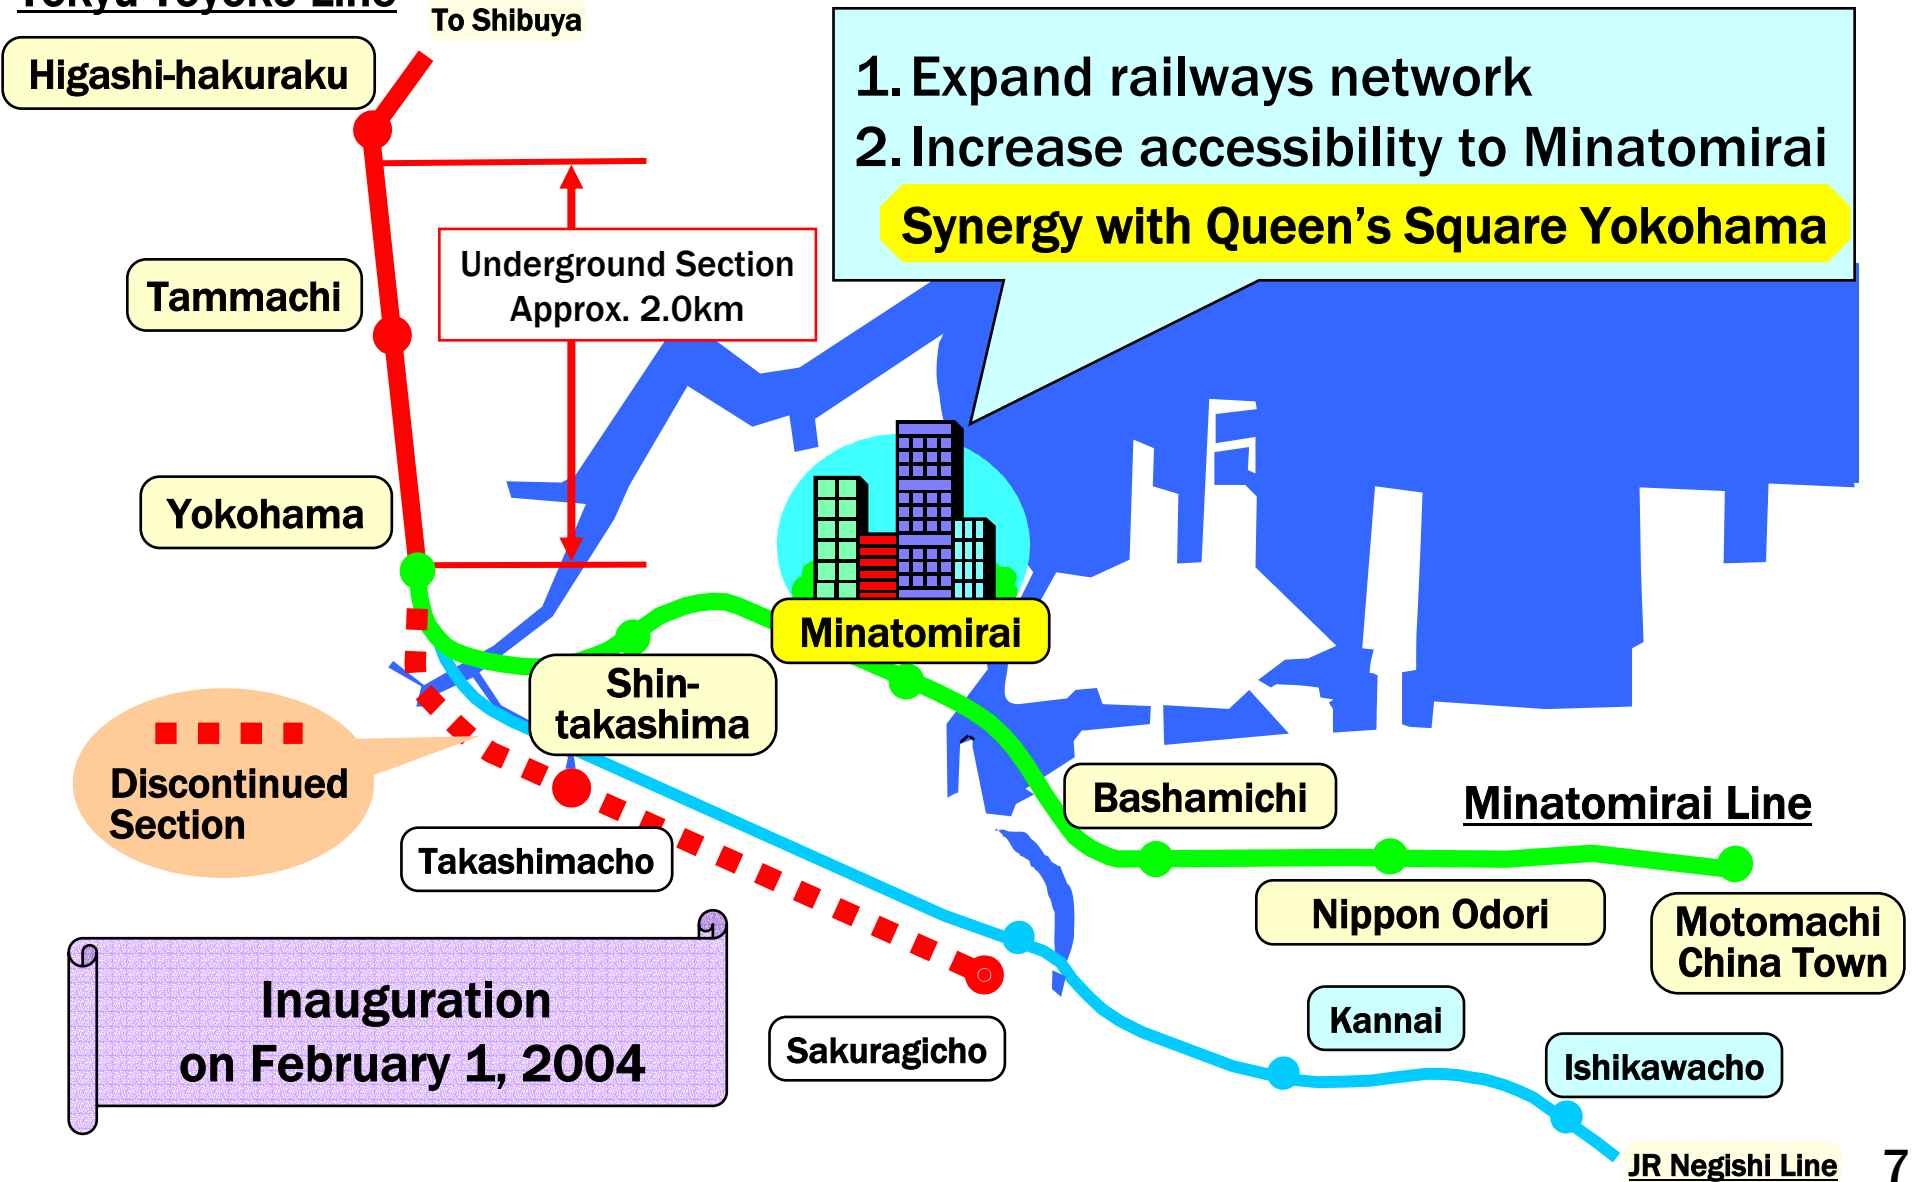 Tokyu Toyoko Line
To Shibuya
Higashi-hakuraku
1. Expand railways network
2. Increase accessibility to Minatomirai
Synergy with Queen's Square Yokohama
Underground Section
Approx. 2.0km
Tammachi
Yokohama
Minatomirai
Shin-
takashima
Discontinued
Section
Bashamichi
Minatomirai Line
Takashimacho
Nippon Odori
Motomachi
China Town
Inauguration
on February 1, 2004
Sakuragicho
Kannai
Ishikawacho
JR Negishi Line
7